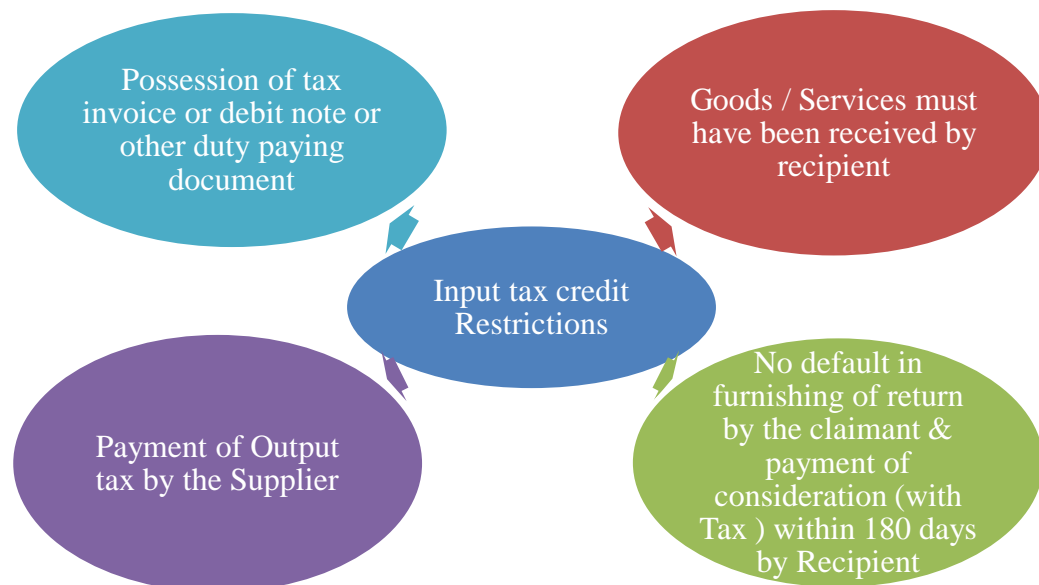 Possession of tax
invoice or debit note or
other duty paying
document
Goods / Services must
have been received by
recipient
Input tax credit
Restrictions
Payment of Output
tax by the Supplier
No default in
furnishing of return
by the claimant &
payment of
consideration (with
Tax ) within 180 days
by Recipient